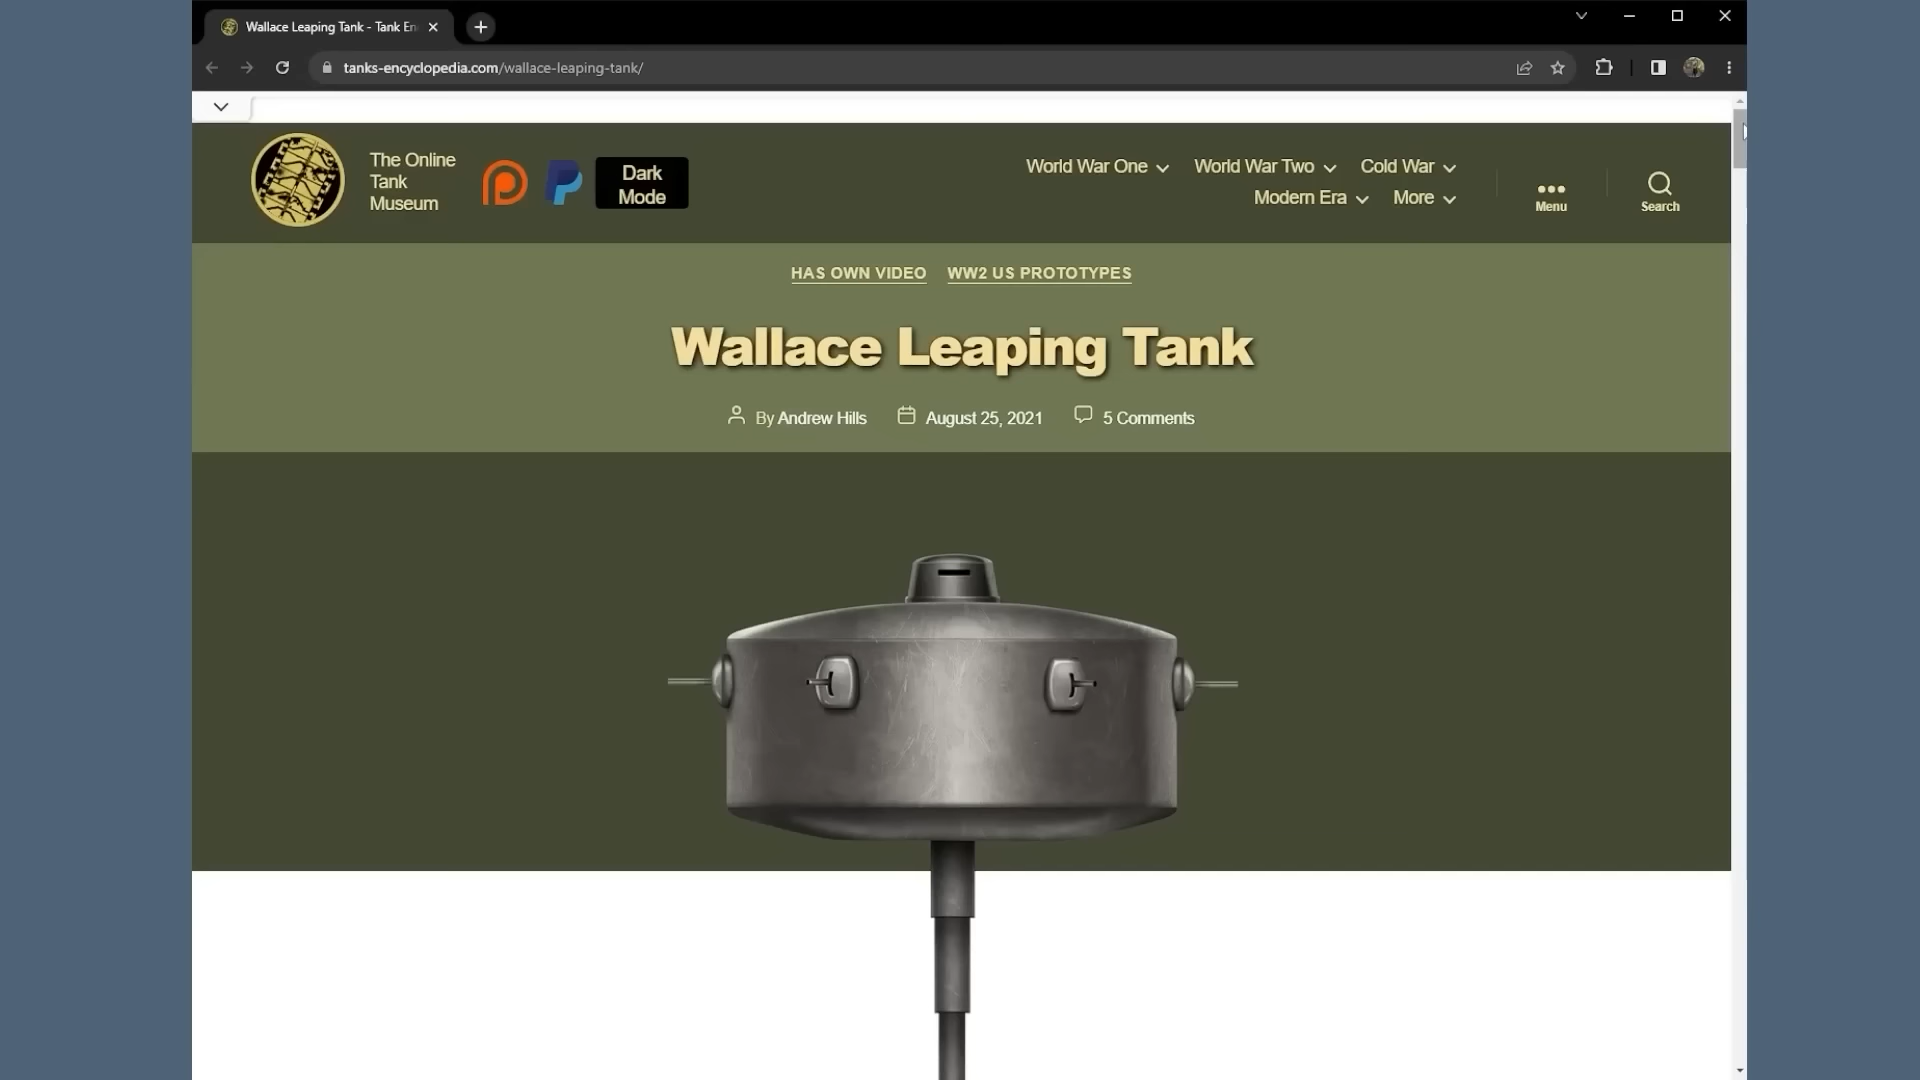 Wallace Leaping Tank - Tank En
tanks-encyclopedia.com/wallace-leaping-tank/
The Online
Tank
Museum
Dark
Mode
World War One
World War Two
Cold War
Modern Era
More
Menu
Search
HAS OWN VIDEO
WW2 US PROTOTYPES
Wallace Leaping Tank
By Andrew Hills
August 25, 2021
5 Comments